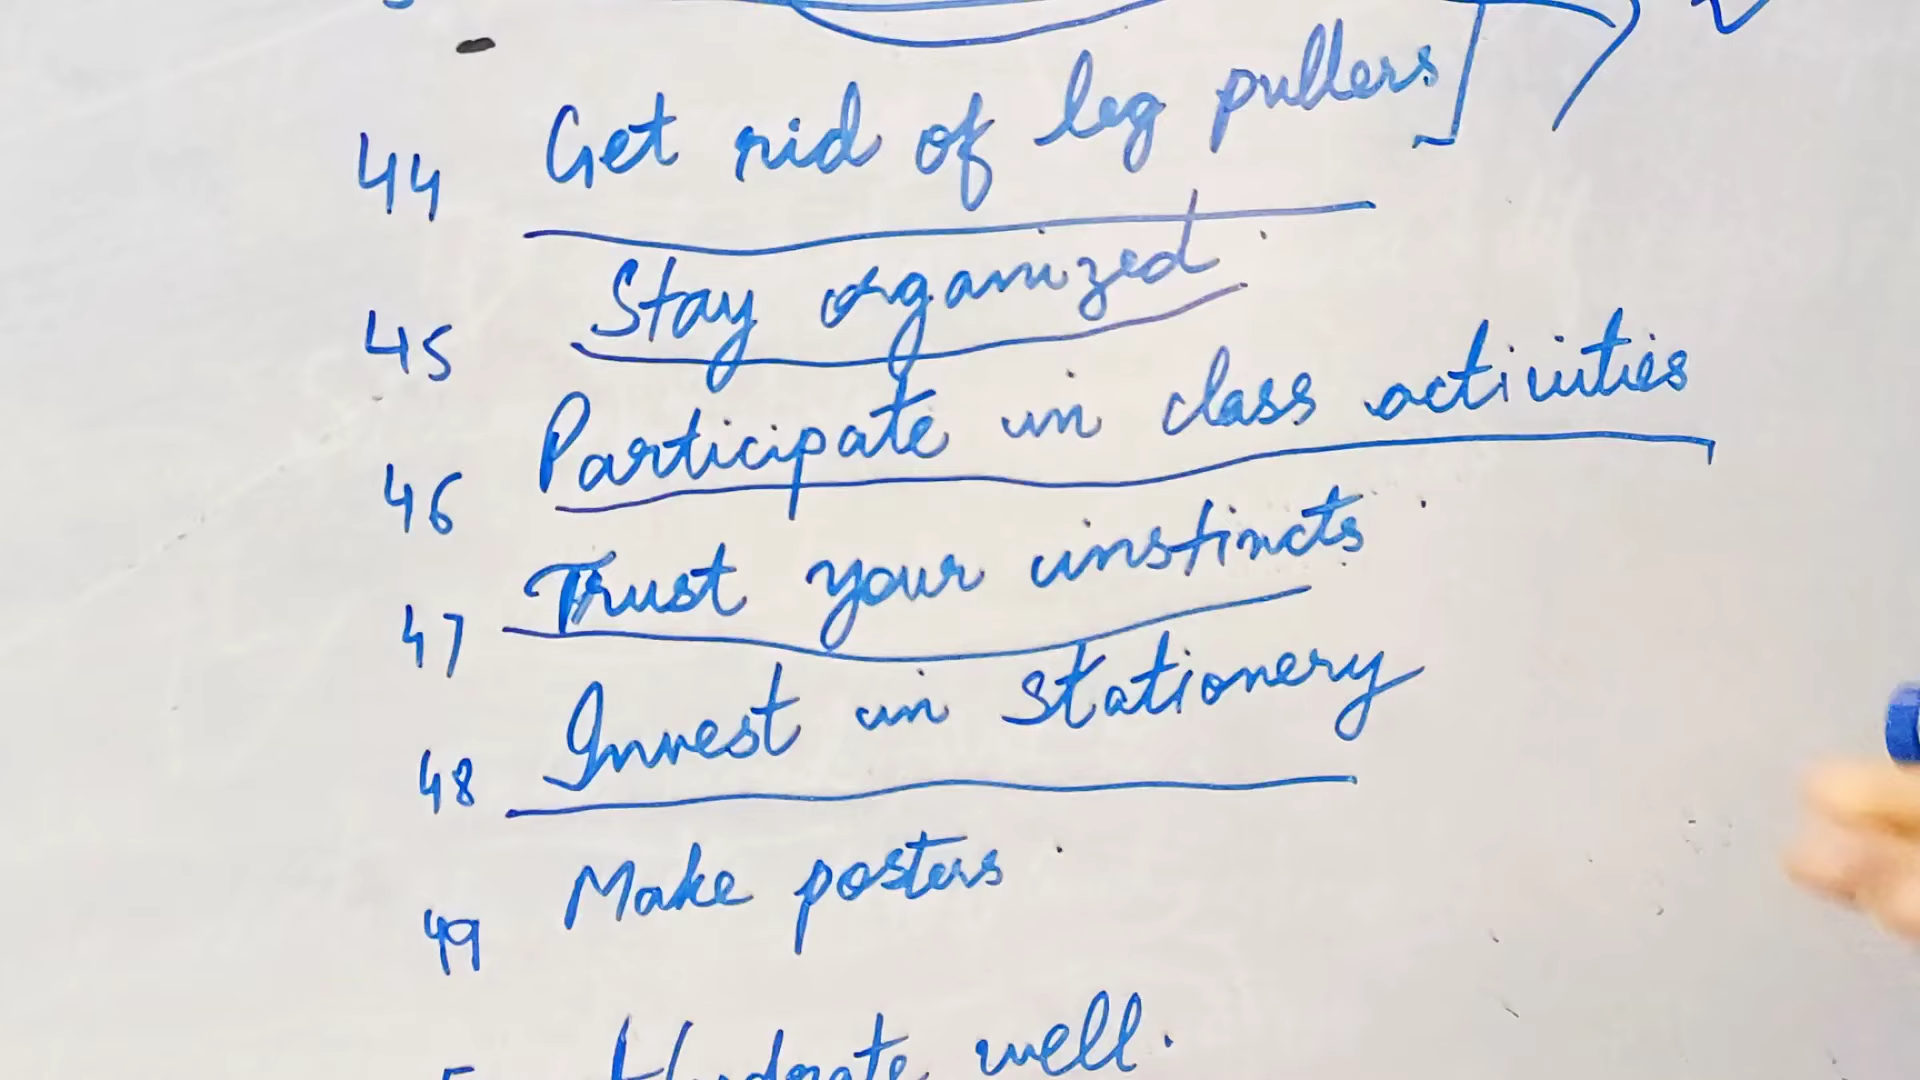 44 Get rid of leg pullers]
45 Stay organized.
46 Participate in class activities
47 Trust your instincts.
48 Invest in stationery
49 Make posters.
Hydrate well.